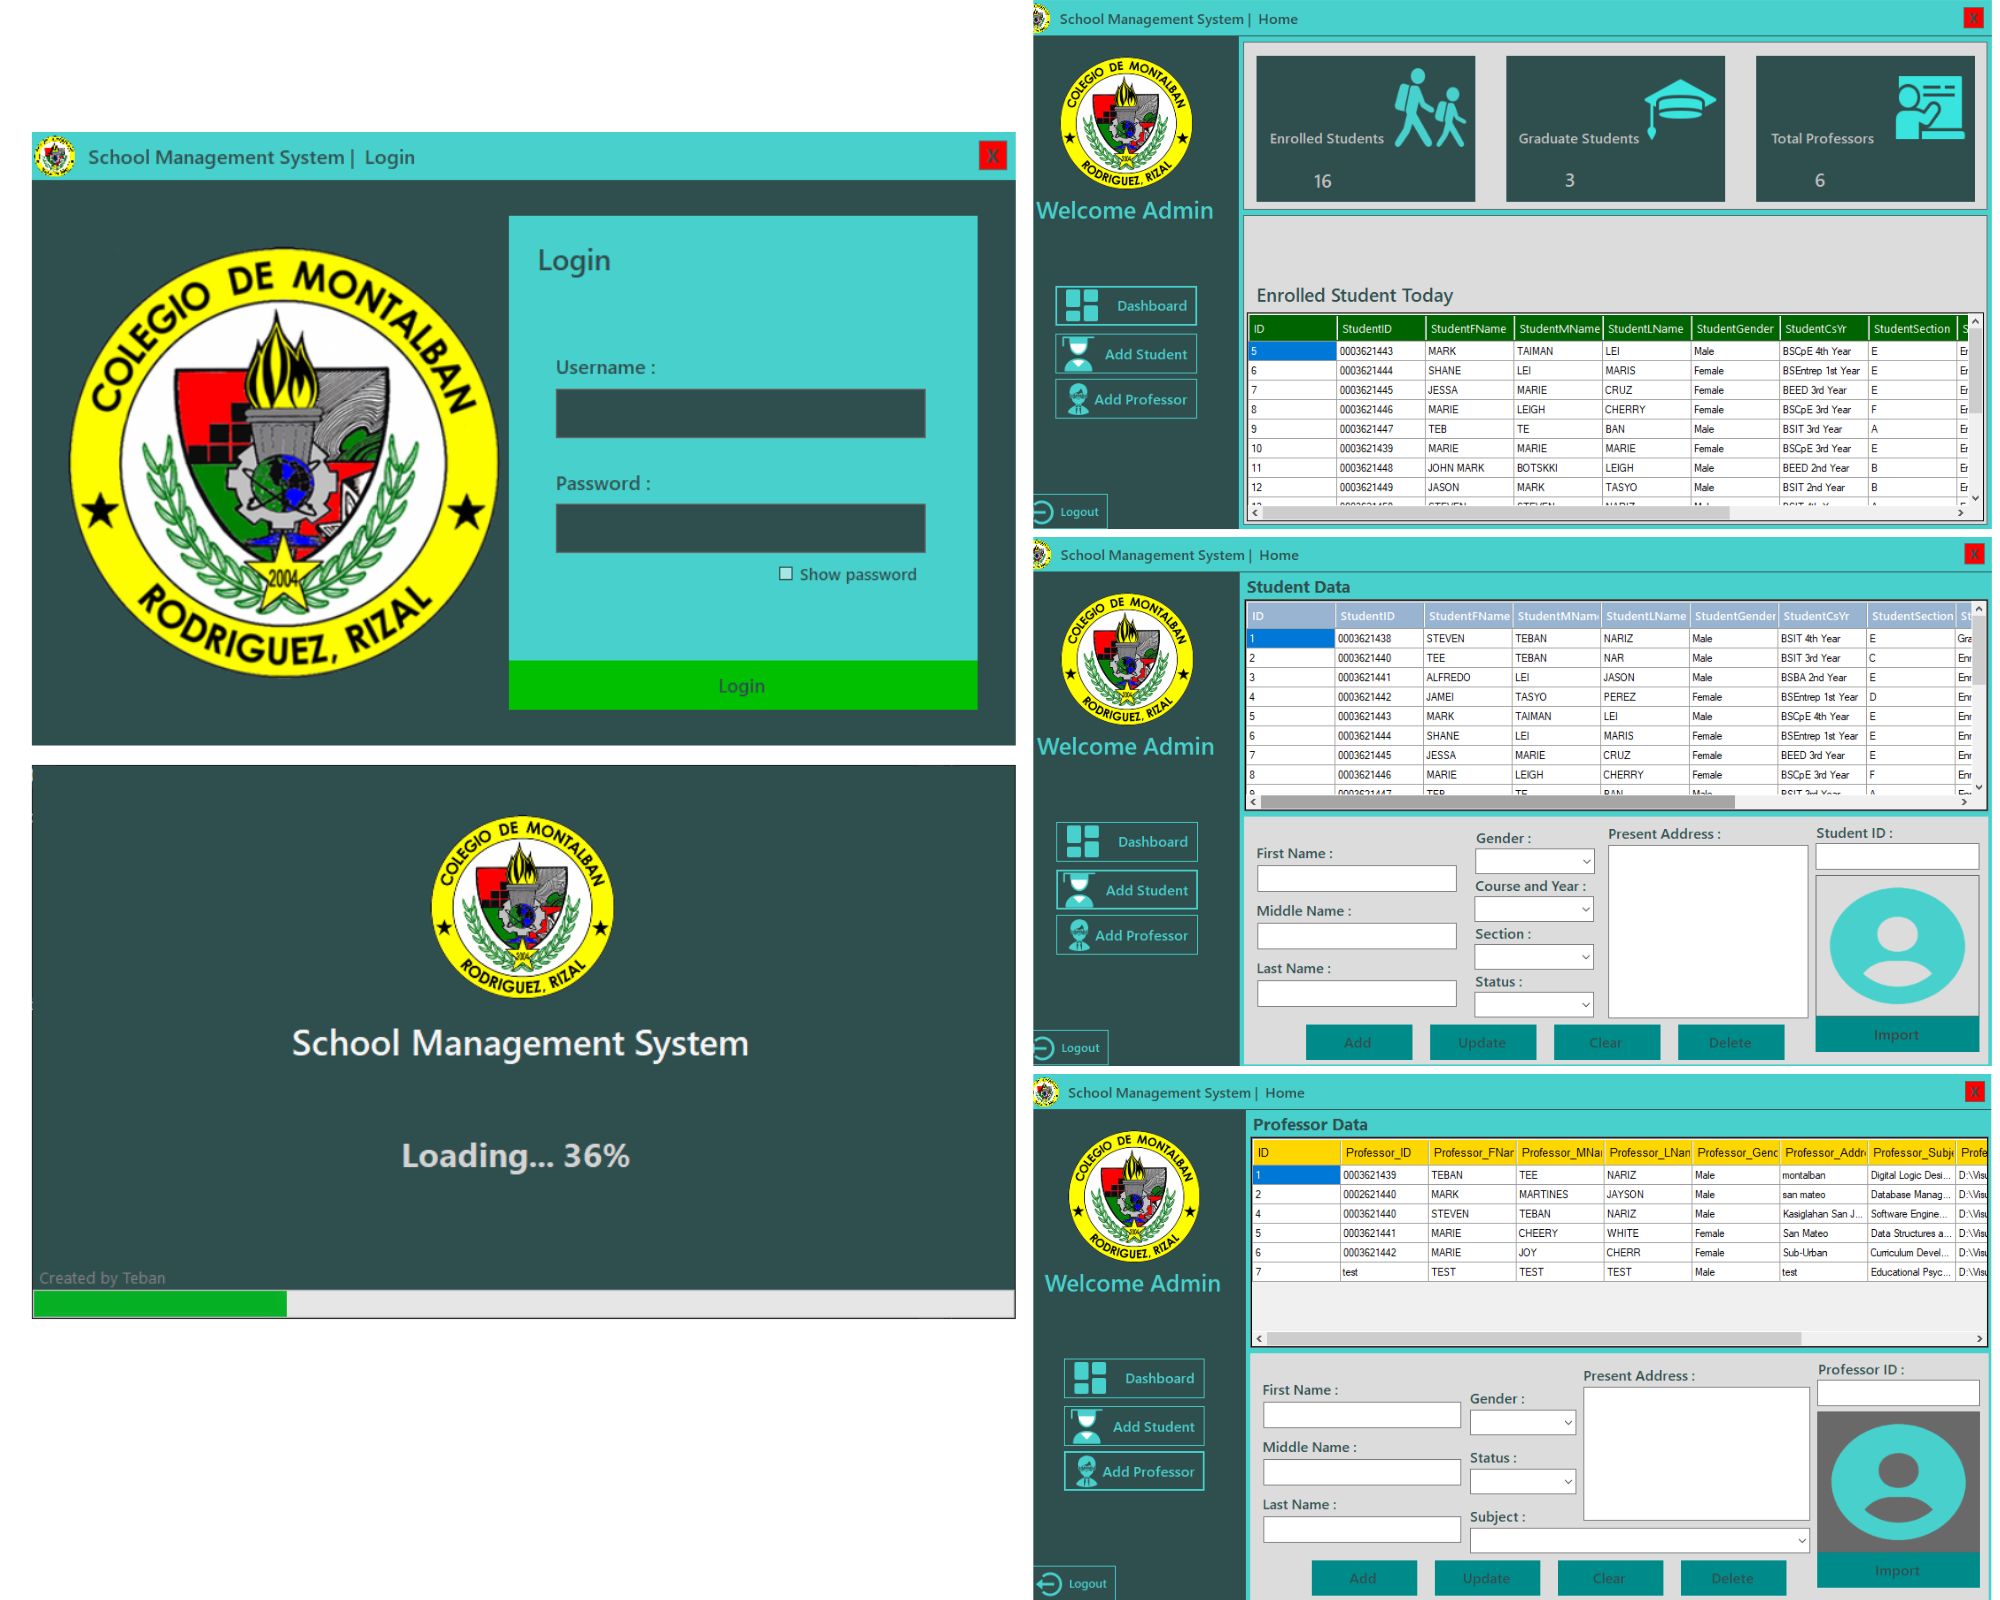 School Management System | Login
X
COLEGIO DE MONTALBAN
2004
RODRIGUEZ, RIZAL
Login
Username :
Password :
Show password
Login
COLEGIO DE MONTALBAN
2004
RODRIGUEZ, RIZAL
School Management System
Loading... 36%
Created by Teban
School Management System | Home
X
COLEGIO DE MONTALBAN
2004
RODRIGUEZ, RIZAL
Welcome Admin
Dashboard
Add Student
Add Professor
Logout
Enrolled Students
16
Graduate Students
3
Total Professors
6
Enrolled Student Today
ID StudentID StudentFName StudentMName StudentLName StudentGender StudentCsYr StudentSection S
5 0003621443 MARK TAIMAN LEI Male BSCpE 4th Year E Er
6 0003621444 SHANE LEI MARIS Female BSEntrep 1st Year E Er
7 0003621445 JESSA MARIE CRUZ Female BEED 3rd Year E Er
8 0003621446 MARIE LEIGH CHERRY Female BSCpE 3rd Year F Er
9 0003621447 TEB TE BAN Male BSIT 3rd Year A Er
10 0003621439 MARIE MARIE MARIE Female BSCpE 3rd Year E Er
11 0003621448 JOHN MARK BOTSKKI LEIGH Male BEED 2nd Year B Er
12 0003621449 JASON MARK TASYO Male BSIT 2nd Year B Er
School Management System | Home
X
COLEGIO DE MONTALBAN
2004
RODRIGUEZ, RIZAL
Welcome Admin
Dashboard
Add Student
Add Professor
Logout
Student Data
ID StudentID StudentFName StudentMName StudentLName StudentGender StudentCsYr StudentSection St
1 0003621438 STEVEN TEBAN NARIZ Male BSIT 4th Year E Gra
2 0003621440 TEE TEBAN NAR Male BSIT 3rd Year C Enr
3 0003621441 ALFREDO LEI JASON Male BSBA 2nd Year E Enr
4 0003621442 JAMEI TASYO PEREZ Female BSEntrep 1st Year D Enr
5 0003621443 MARK TAIMAN LEI Male BSCpE 4th Year E Enr
6 0003621444 SHANE LEI MARIS Female BSEntrep 1st Year E Enr
7 0003621445 JESSA MARIE CRUZ Female BEED 3rd Year E Enr
8 0003621446 MARIE LEIGH CHERRY Female BSCpE 3rd Year F Enr
9 0003621447 TEB TE BAN Male BSIT 3rd Year A Enr
First Name :
Middle Name :
Last Name :
Gender :
Course and Year :
Section :
Status :
Present Address :
Student ID :
Import
Add Update Clear Delete
School Management System | Home
X
COLEGIO DE MONTALBAN
2004
RODRIGUEZ, RIZAL
Welcome Admin
Dashboard
Add Student
Add Professor
Logout
Professor Data
ID Professor_ID Professor_FNar Professor_MNa Professor_LNan Professor_Genc Professor_Addr Professor_Subj Profe
1 0003621439 TEBAN TEE NARIZ Male montalban Digital Logic Desi... D:\Visu
2 0002621440 MARK MARTINES JAYSON Male san mateo Database Manag... D:\Visu
4 0003621440 STEVEN TEBAN NARIZ Male Kasiglahan San J... Software Engine... D:\Visu
5 0003621441 MARIE CHEERY WHITE Female San Mateo Data Structures a... D:\Visu
6 0003621442 MARIE JOY CHERR Female Sub-Urban Curriculum Devel... D:\Visu
7 test TEST TEST TEST Male test Educational Psyc... D:\Visu
First Name :
Middle Name :
Last Name :
Gender :
Status :
Subject :
Present Address :
Professor ID :
Import
Add Update Clear Delete